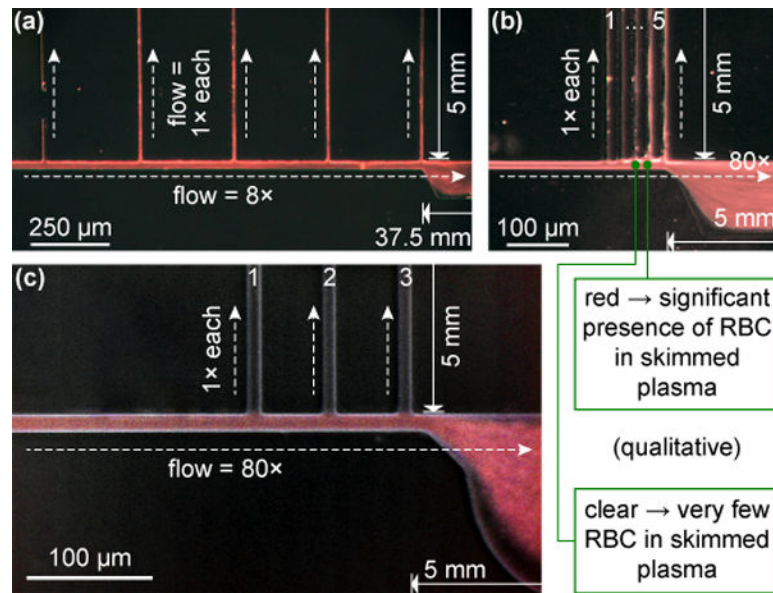 (a)
flow =
1× each
5 mm
flow = 8×
250 µm
37.5 mm
(b)
1 ... 5
1× each
5 mm
80×
100 µm
5 mm
(c)
1
2
3
1× each
5 mm
flow = 80×
100 µm
5 mm
red → significant
presence of RBC
in skimmed
plasma
(qualitative)
clear → very few
RBC in skimmed
plasma